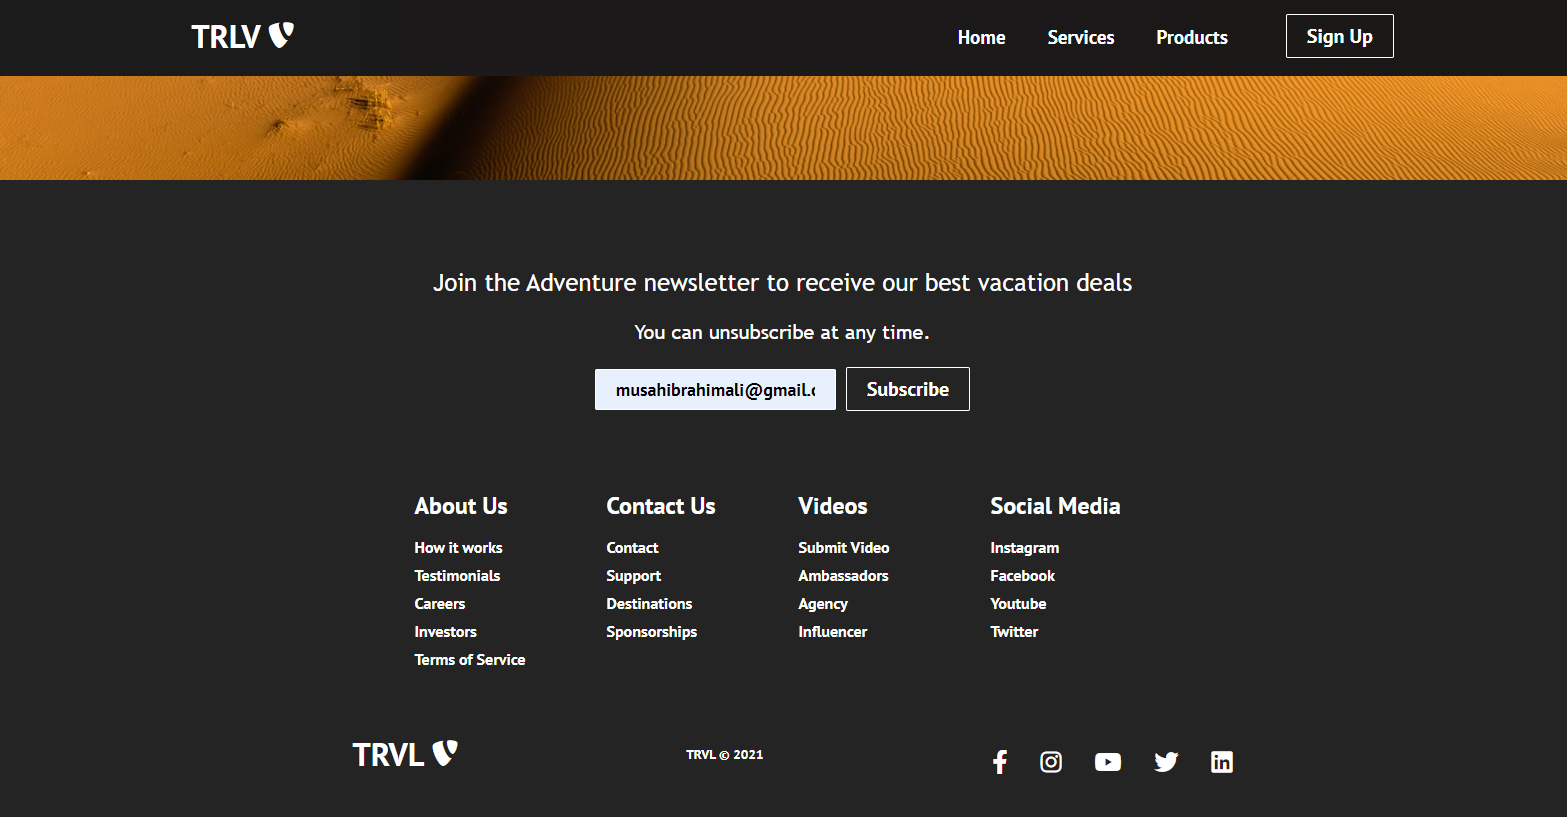 TRLV
Home Services Products Sign Up
Join the Adventure newsletter to receive our best vacation deals
You can unsubscribe at any time.
musahibrahimali@gmail.c Subscribe
About Us
How it works
Testimonials
Careers
Investors
Terms of Service
Contact Us
Contact
Support
Destinations
Sponsorships
Videos
Submit Video
Ambassadors
Agency
Influencer
Social Media
Instagram
Facebook
Youtube
Twitter
TRVL
TRVL © 2021